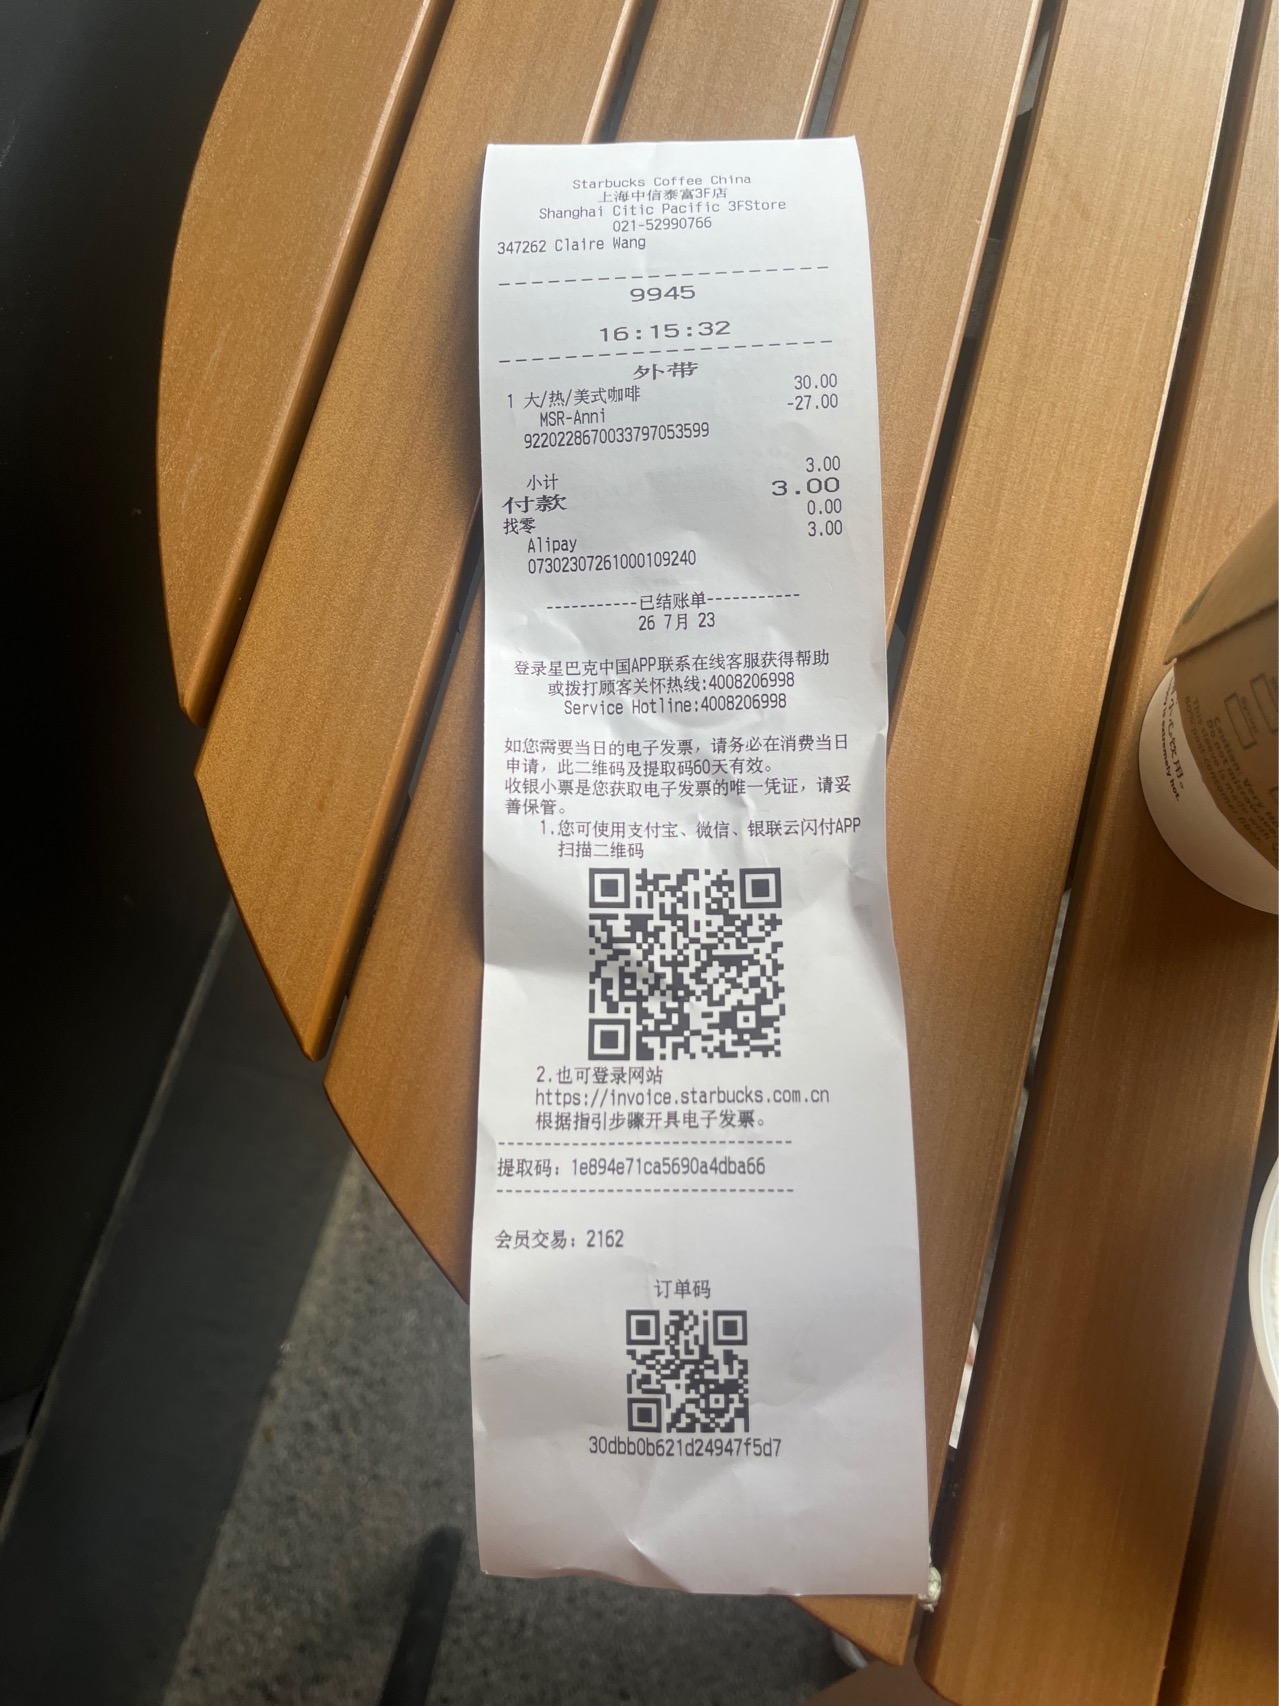 Starbucks Coffee China
上海中信泰富3F店
Shanghai Citic Pacific 3FStore
021-52990766
347262 Claire Wang
9945
16:15:32
外带
1 大/热/美式咖啡 30.00
MSR-Anni -27.00
9220228670033797053599
小计 3.00
付款 3.00
找零 0.00
Alipay 3.00
07302307261000109240
-----------已结账单-----------
26 7月 23
登录星巴克中国APP联系在线客服获得帮助
或拨打顾客关怀热线:4008206998
Service Hotline:4008206998
如您需要当日的电子发票，请务必在消费当日
申请，此二维码及提取码60天有效。
收银小票是您获取电子发票的唯一凭证，请妥
善保管。
1.您可使用支付宝、微信、银联云闪付APP
扫描二维码
2.也可登录网站
https://invoice.starbucks.com.cn
根据指引步骤开具电子发票。
提取码：1e894e71ca5690a4dba66
会员交易：2162
订单码
30dbb0b621d24947f5d7
extremely hot.